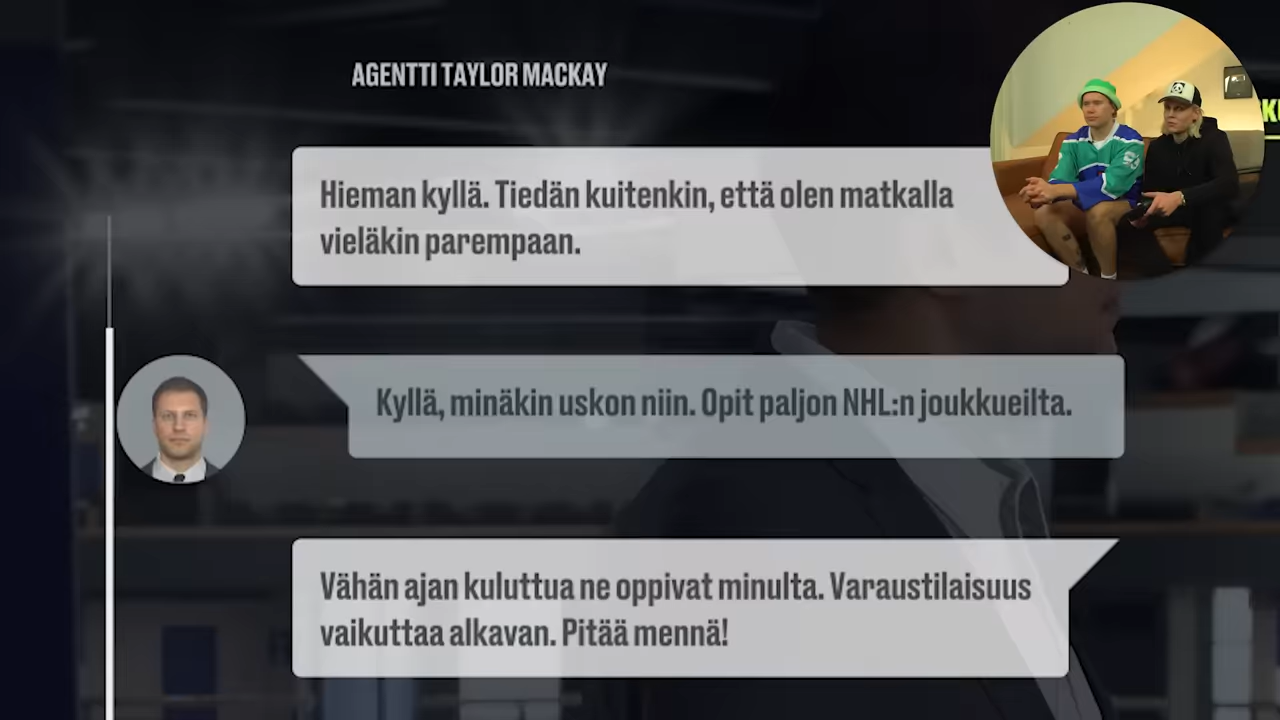 AGENTTI TAYLOR MACKAY
Hieman kyllä. Tiedän kuitenkin, että olen matkalla
vieläkin parempaan.
Kyllä, minäkin uskon niin. Opit paljon NHL:n joukkueilta.
Vähän ajan kuluttua ne oppivat minulta. Varaustilaisuus
vaikuttaa alkavan. Pitää mennä!